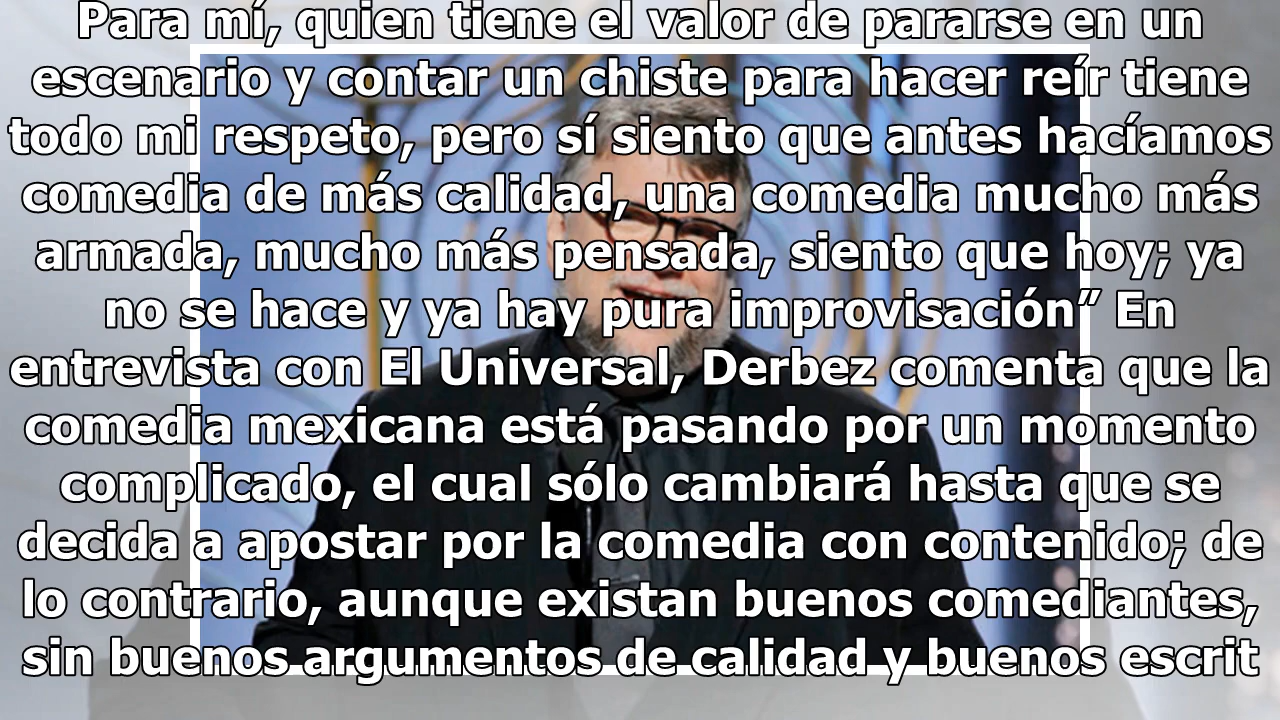 Para mí, quien tiene el valor de pararse en un
escenario y contar un chiste para hacer reír tiene
todo mi respeto, pero sí siento que antes hacíamos
comedia de más calidad, una comedia mucho más
armada, mucho más pensada, siento que hoy; ya
no se hace y ya hay pura improvisación” En
entrevista con El Universal, Derbez comenta que la
comedia mexicana está pasando por un momento
complicado, el cual sólo cambiará hasta que se
decida a apostar por la comedia con contenido; de
lo contrario, aunque existan buenos comediantes,
sin buenos argumentos de calidad y buenos escrit